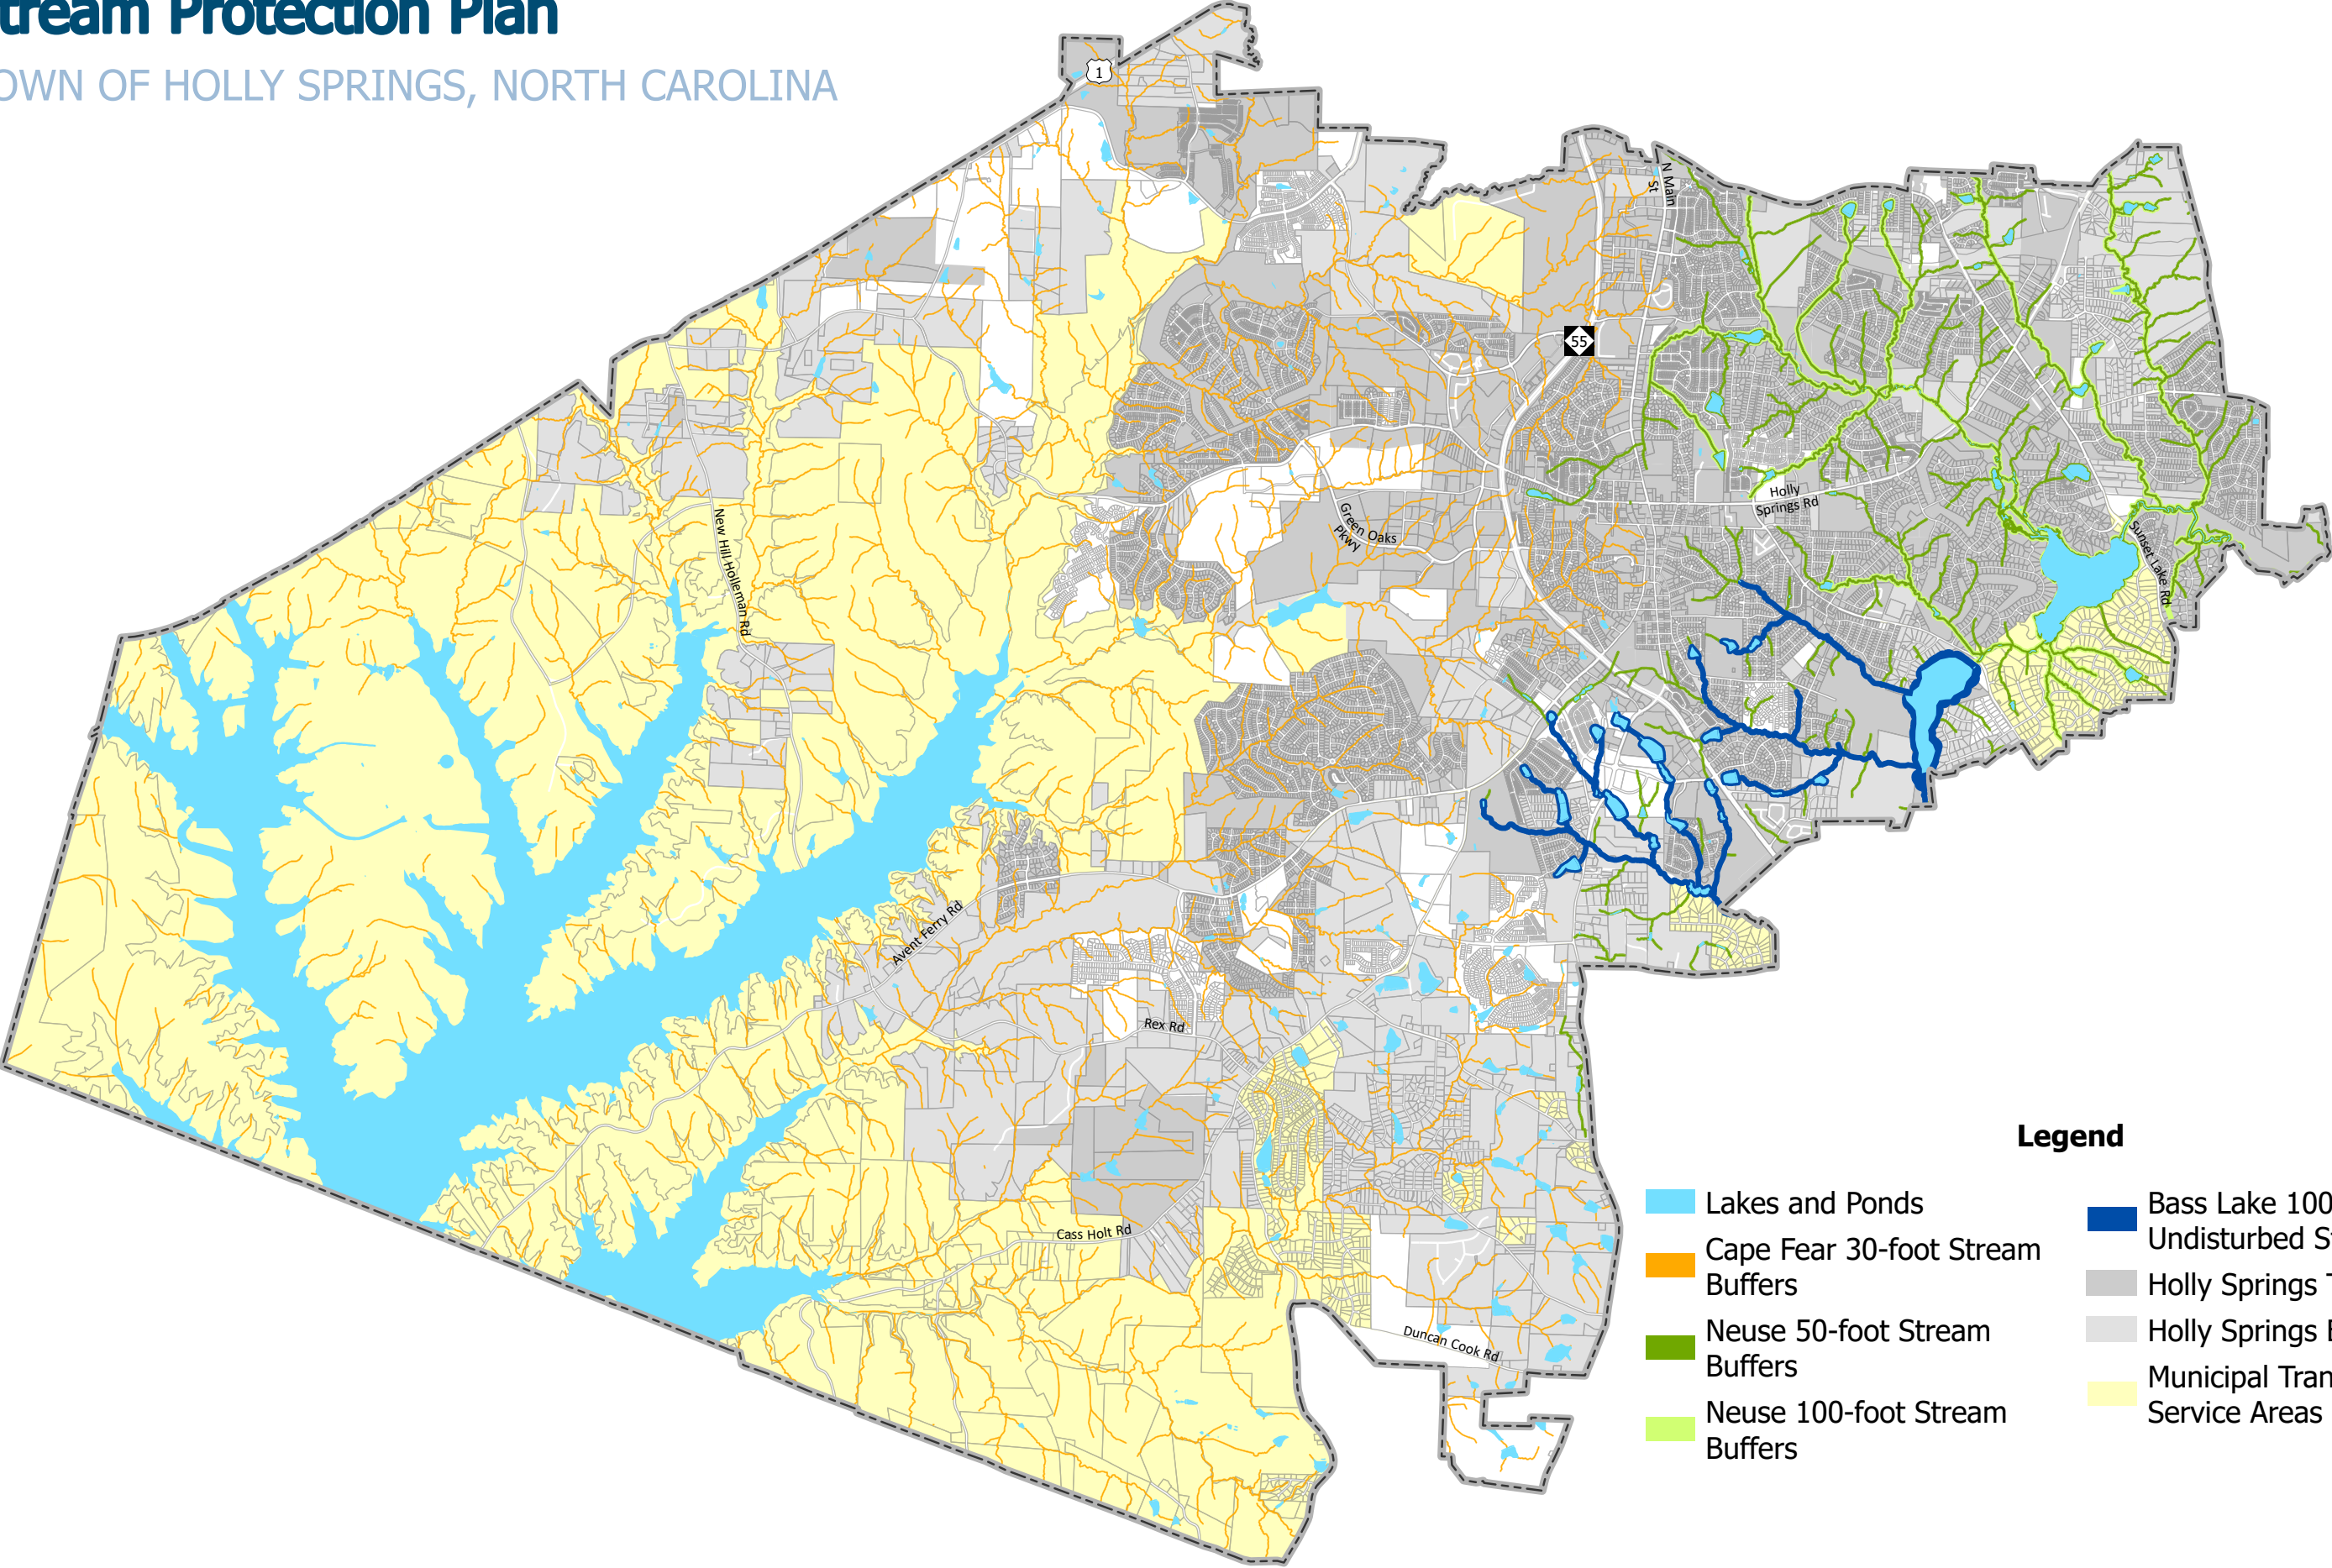 tream Protection Plan
OWN OF HOLLY SPRINGS, NORTH CAROLINA
1
N Main
St
55
Holly
Springs Rd
Green Oaks
Pkwy
New Hill Holleman Rd
Sunset Lake Rd
Avent Ferry Rd
Rex Rd
Cass Holt Rd
Duncan Cook Rd
Legend
Lakes and Ponds
Cape Fear 30-foot Stream
Buffers
Neuse 50-foot Stream
Buffers
Neuse 100-foot Stream
Buffers
Bass Lake 100
Undisturbed S
Holly Springs
Holly Springs
Municipal Tran
Service Areas